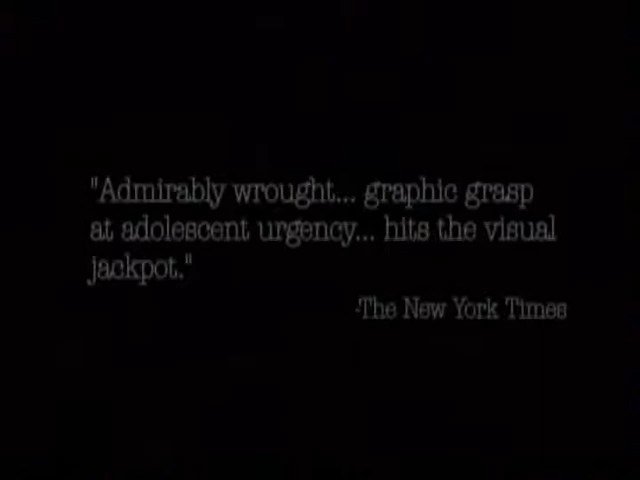 "Admirably wrought... graphic grasp
at adolescent urgency... hits the visual
jackpot."
-The New York Times